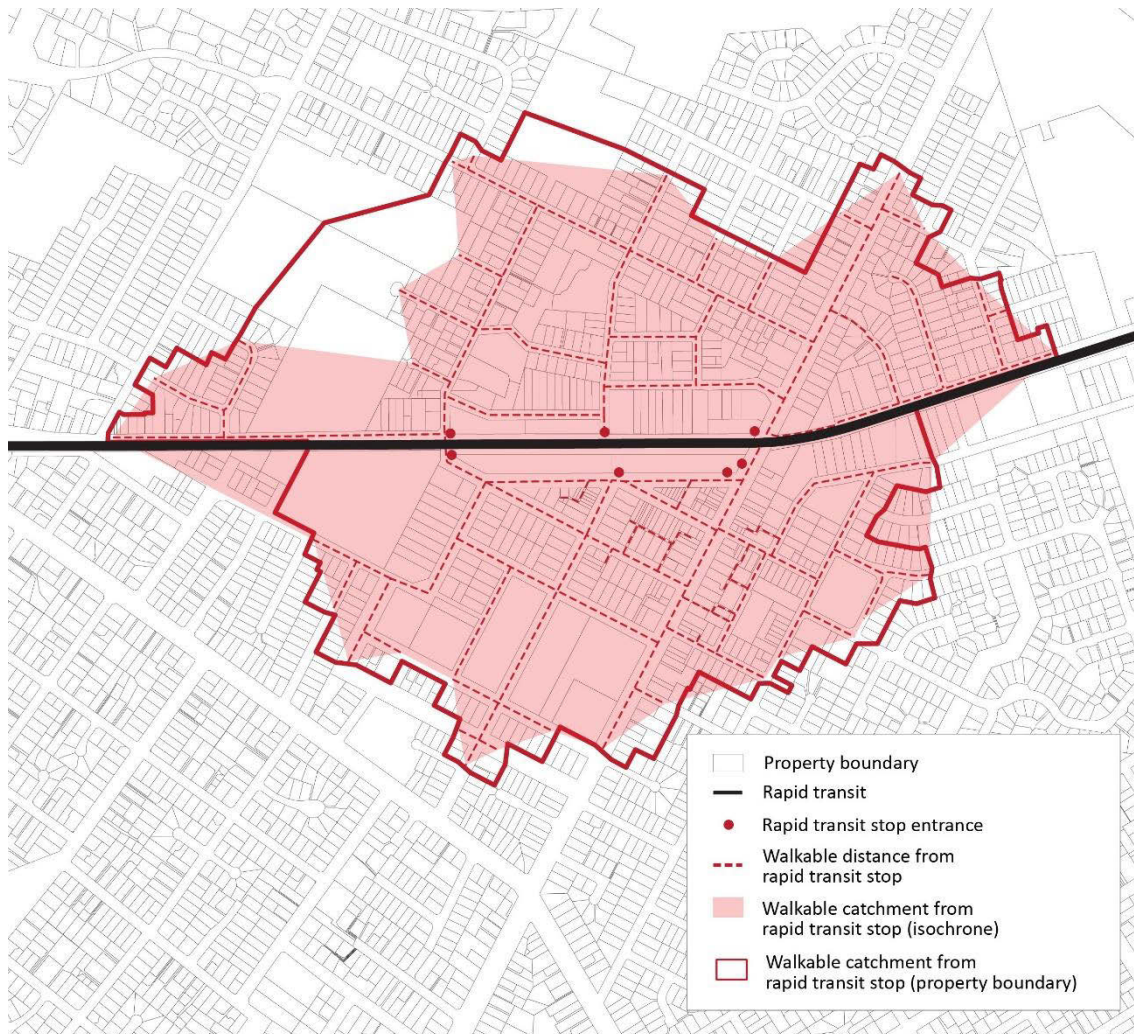 Property boundary
Rapid transit
Rapid transit stop entrance
Walkable distance from
rapid transit stop
Walkable catchment from
rapid transit stop (isochrone)
Walkable catchment from
rapid transit stop (property boundary)